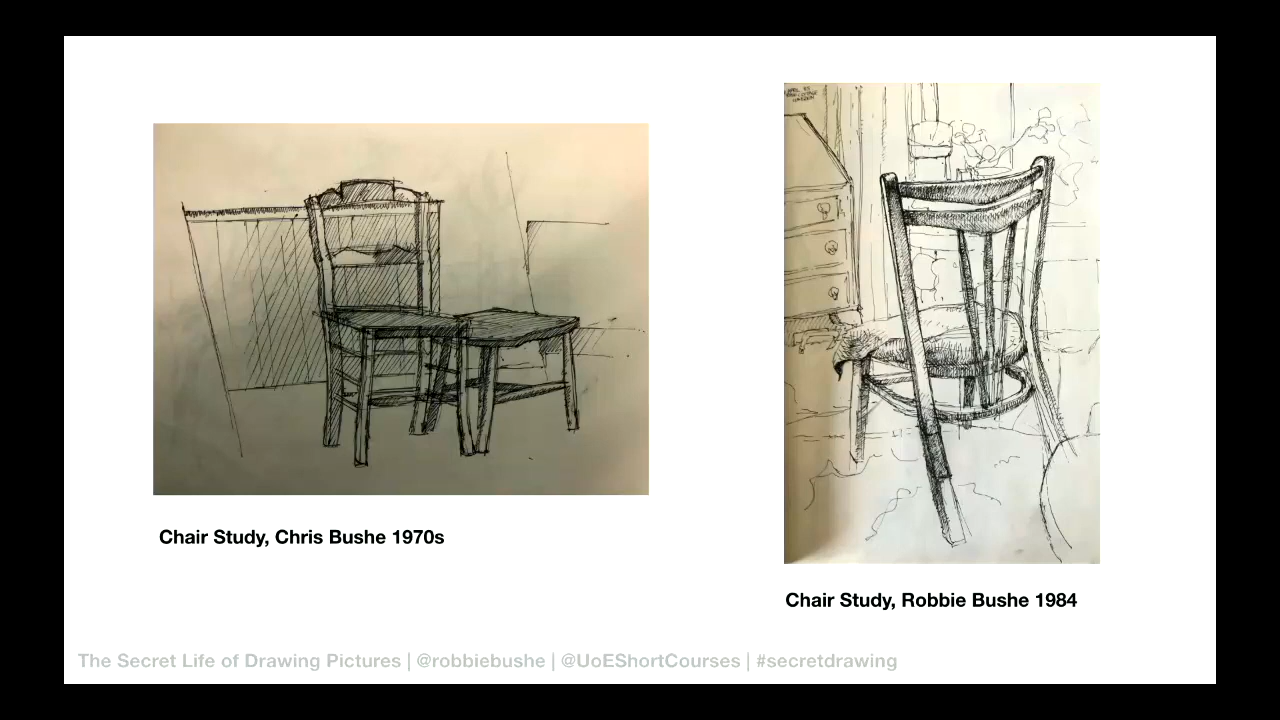 Chair Study, Chris Bushe 1970s
Chair Study, Robbie Bushe 1984
The Secret Life of Drawing Pictures | @robbiebushe | @UoEShortCourses | #secretdrawing